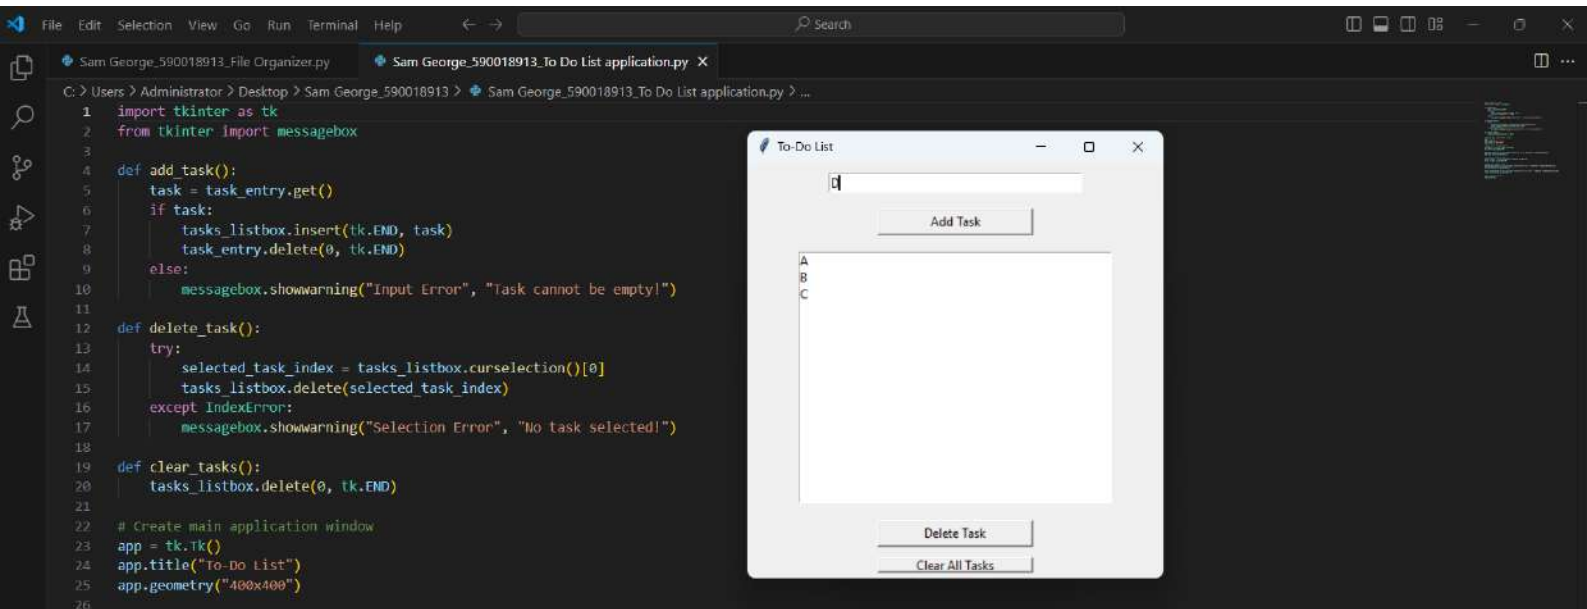 File Edit Selection View Go Run Terminal Help Search
Sam George_590018913_File Organizer.py Sam George_590018913_To Do List application.py
C: > Users > Administrator > Desktop > Sam George_590018913 > Sam George_590018913_To Do List application.py > ...
1 import tkinter as tk
2 from tkinter import messagebox
3
4 def add_task():
5 task = task_entry.get()
6 if task:
7 tasks_listbox.insert(tk.END, task)
8 task_entry.delete(0, tk.END)
9 else:
10 messagebox.showwarning("Input Error", "Task cannot be empty!")
11
12 def delete_task():
13 try:
14 selected_task_index = tasks_listbox.curselection()[0]
15 tasks_listbox.delete(selected_task_index)
16 except IndexError:
17 messagebox.showwarning("Selection Error", "No task selected!")
18
19 def clear_tasks():
20 tasks_listbox.delete(0, tk.END)
21
22 # Create main application window
23 app = tk.Tk()
24 app.title("To-Do List")
25 app.geometry("400x400")
26
To-Do List
D
Add Task
A
B
C
Delete Task
Clear All Tasks